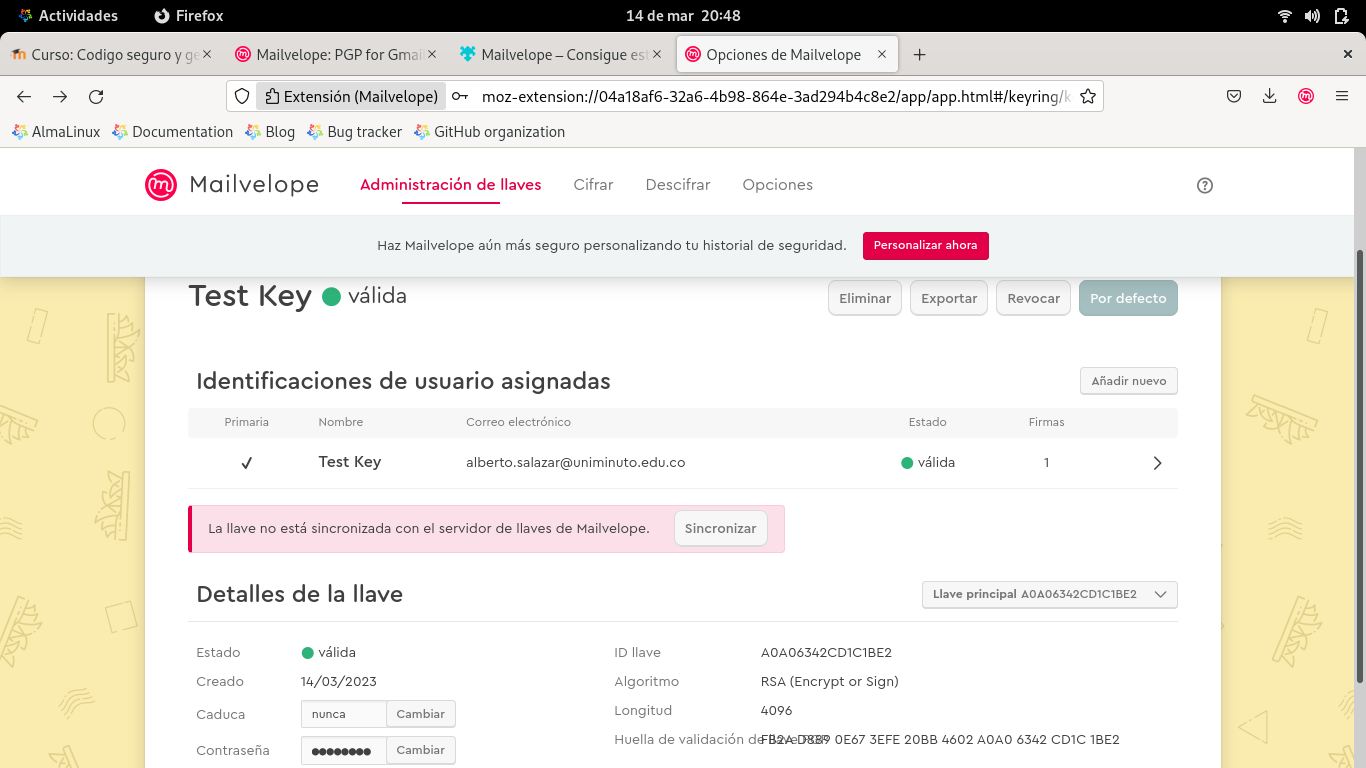 Actividades Firefox 14 de mar 20:48
Curso: Codigo seguro y ge Mailvelope: PGP for Gmail Mailvelope – Consigue est Opciones de Mailvelope
Extensión (Mailvelope) moz-extension://04a18af6-32a6-4b98-864e-3ad294b4c8e2/app/app.html#/keyring/k
AlmaLinux Documentation Blog Bug tracker GitHub organization
Mailvelope Administración de llaves Cifrar Descifrar Opciones
Haz Mailvelope aún más seguro personalizando tu historial de seguridad. Personalizar ahora
Test Key válida Eliminar Exportar Revocar Por defecto
Identificaciones de usuario asignadas Añadir nuevo
Primaria Nombre Correo electrónico Estado Firmas
Test Key alberto.salazar@uniminuto.edu.co válida 1
La llave no está sincronizada con el servidor de llaves de Mailvelope. Sincronizar
Detalles de la llave Llave principal A0A06342CD1C1BE2
Estado válida ID llave A0A06342CD1C1BE2
Creado 14/03/2023 Algoritmo RSA (Encrypt or Sign)
Caduca nunca Cambiar Longitud 4096
Contraseña Cambiar Huella de validación de 0E67 3EFE 20BB 4602 A0A0 6342 CD1C 1BE2